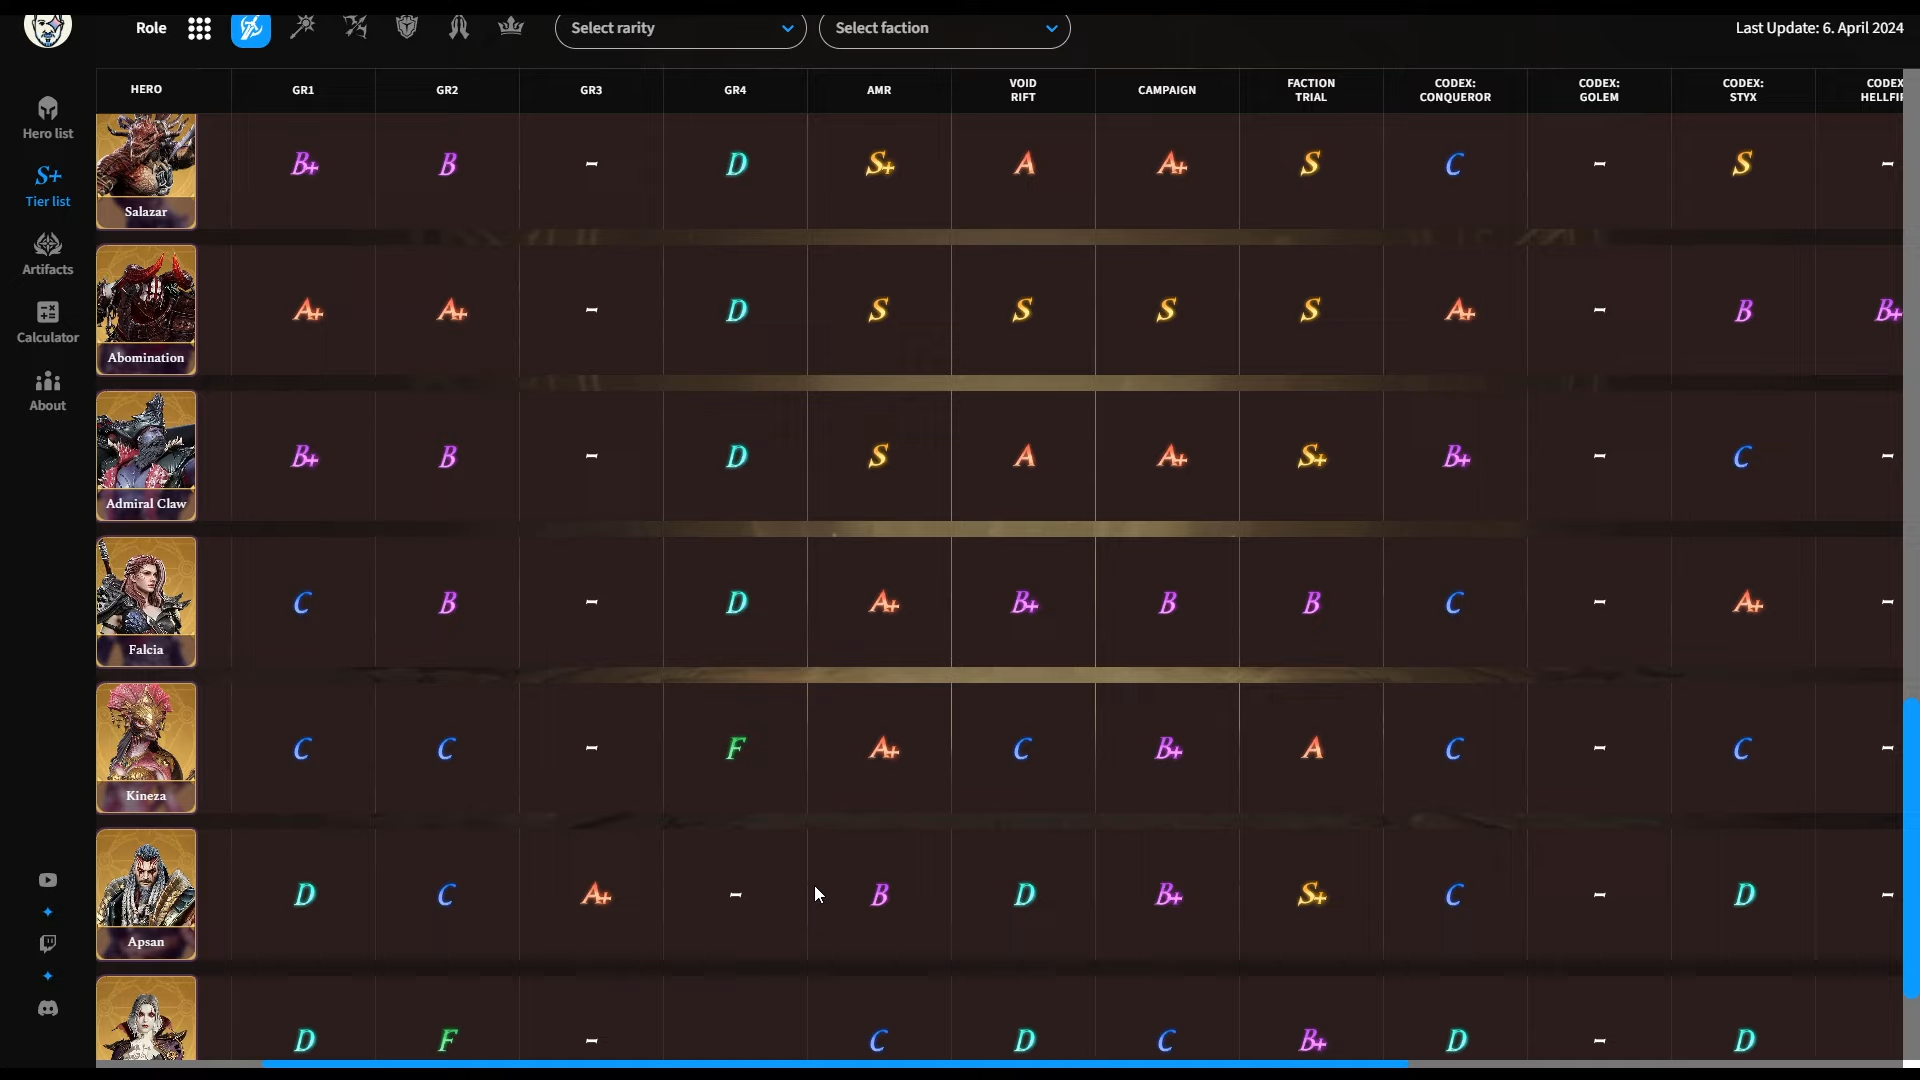 Role
Select rarity
Select faction
Last Update: 6. April 2024
Hero list
S+
Tier list
Artifacts
Calculator
About
HERO GR1 GR2 GR3 GR4 AMR VOID RIFT CAMPAIGN FACTION TRIAL CODEX: CONQUEROR CODEX: GOLEM CODEX: STYX CODEX HELLFI
Salazar B+ B - D S+ A A+ S C - S -
Abomination A+ A+ - D S S S S A+ - B B+
Admiral Claw B+ B - D S A A+ S+ B+ - C -
Falcia C B - D A+ B+ B B C - A+ -
Kineza C C - F A+ C B+ A C - C -
Apsan D C A+ - B D B+ S+ C - D -
D F - C D C B+ D - D